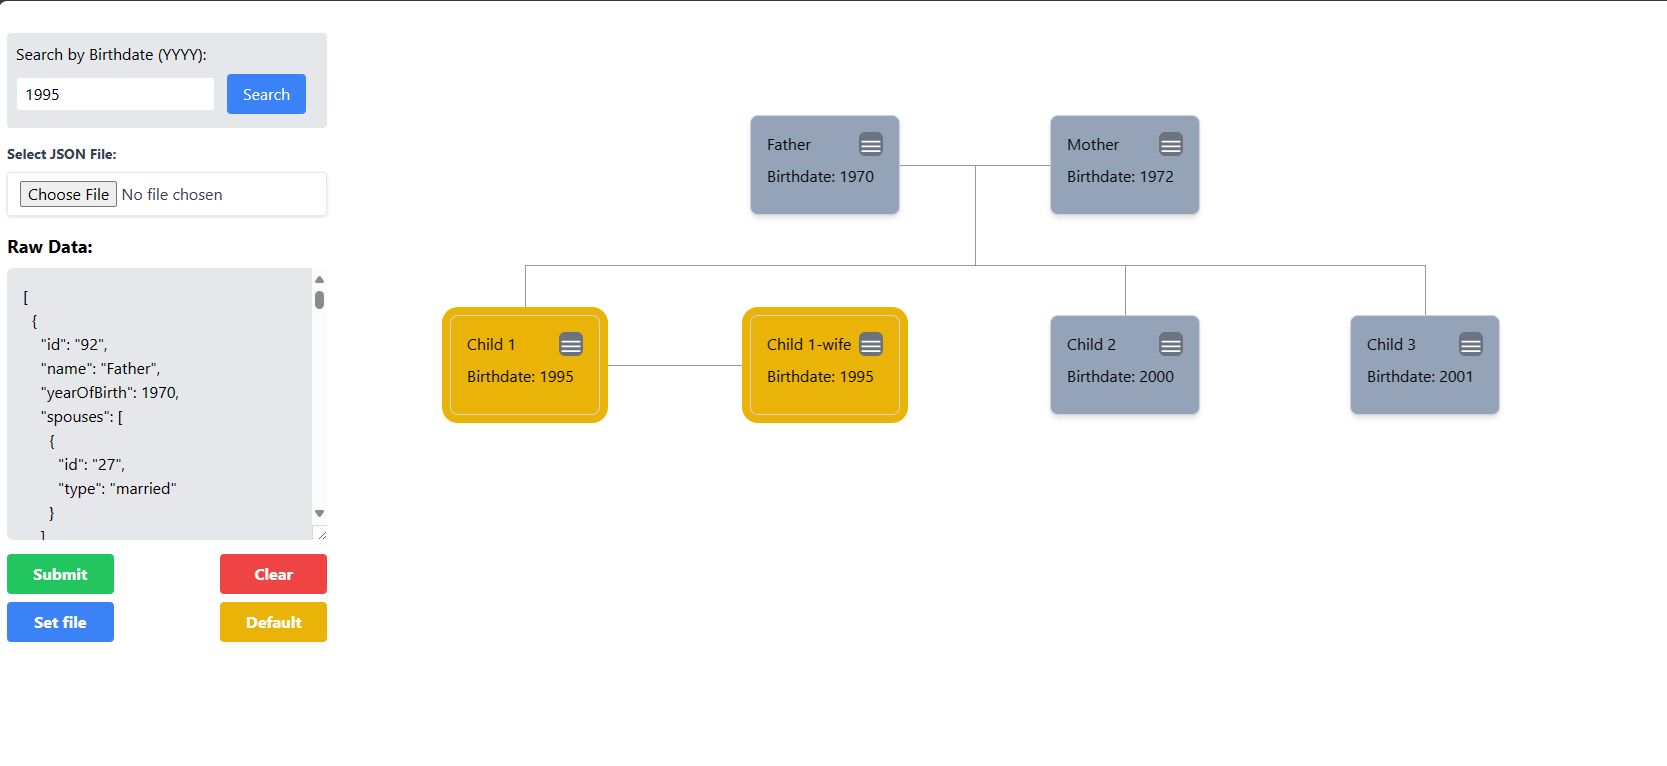 Search by Birthdate (YYYY):
1995
Search
Select JSON File:
Choose File No file chosen
Raw Data:
[
{
"id": "92",
"name": "Father",
"yearOfBirth": 1970,
"spouses": [
{
"id": "27",
"type": "married"
}
]
Submit
Clear
Set file
Default
Father
Birthdate: 1970
Mother
Birthdate: 1972
Child 1
Birthdate: 1995
Child 1-wife
Birthdate: 1995
Child 2
Birthdate: 2000
Child 3
Birthdate: 2001